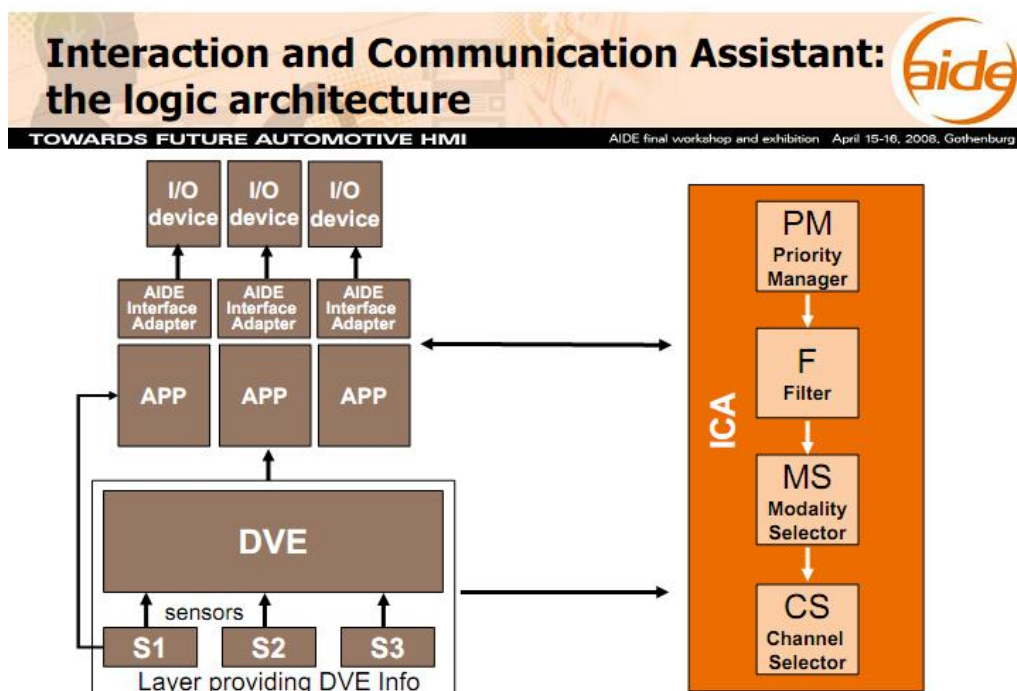 Interaction and Communication Assistant:
the logic architecture
aide
TOWARDS FUTURE AUTOMOTIVE HMI
AIDE final workshop and exhibition April 15-16, 2008, Gothenburg
I/O
device
I/O
device
I/O
device
AIDE
Interface
Adapter
AIDE
Interface
Adapter
AIDE
Interface
Adapter
APP
APP
APP
DVE
sensors
S1
S2
S3
Layer providing DVE Info
ICA
PM
Priority
Manager
F
Filter
MS
Modality
Selector
CS
Channel
Selector